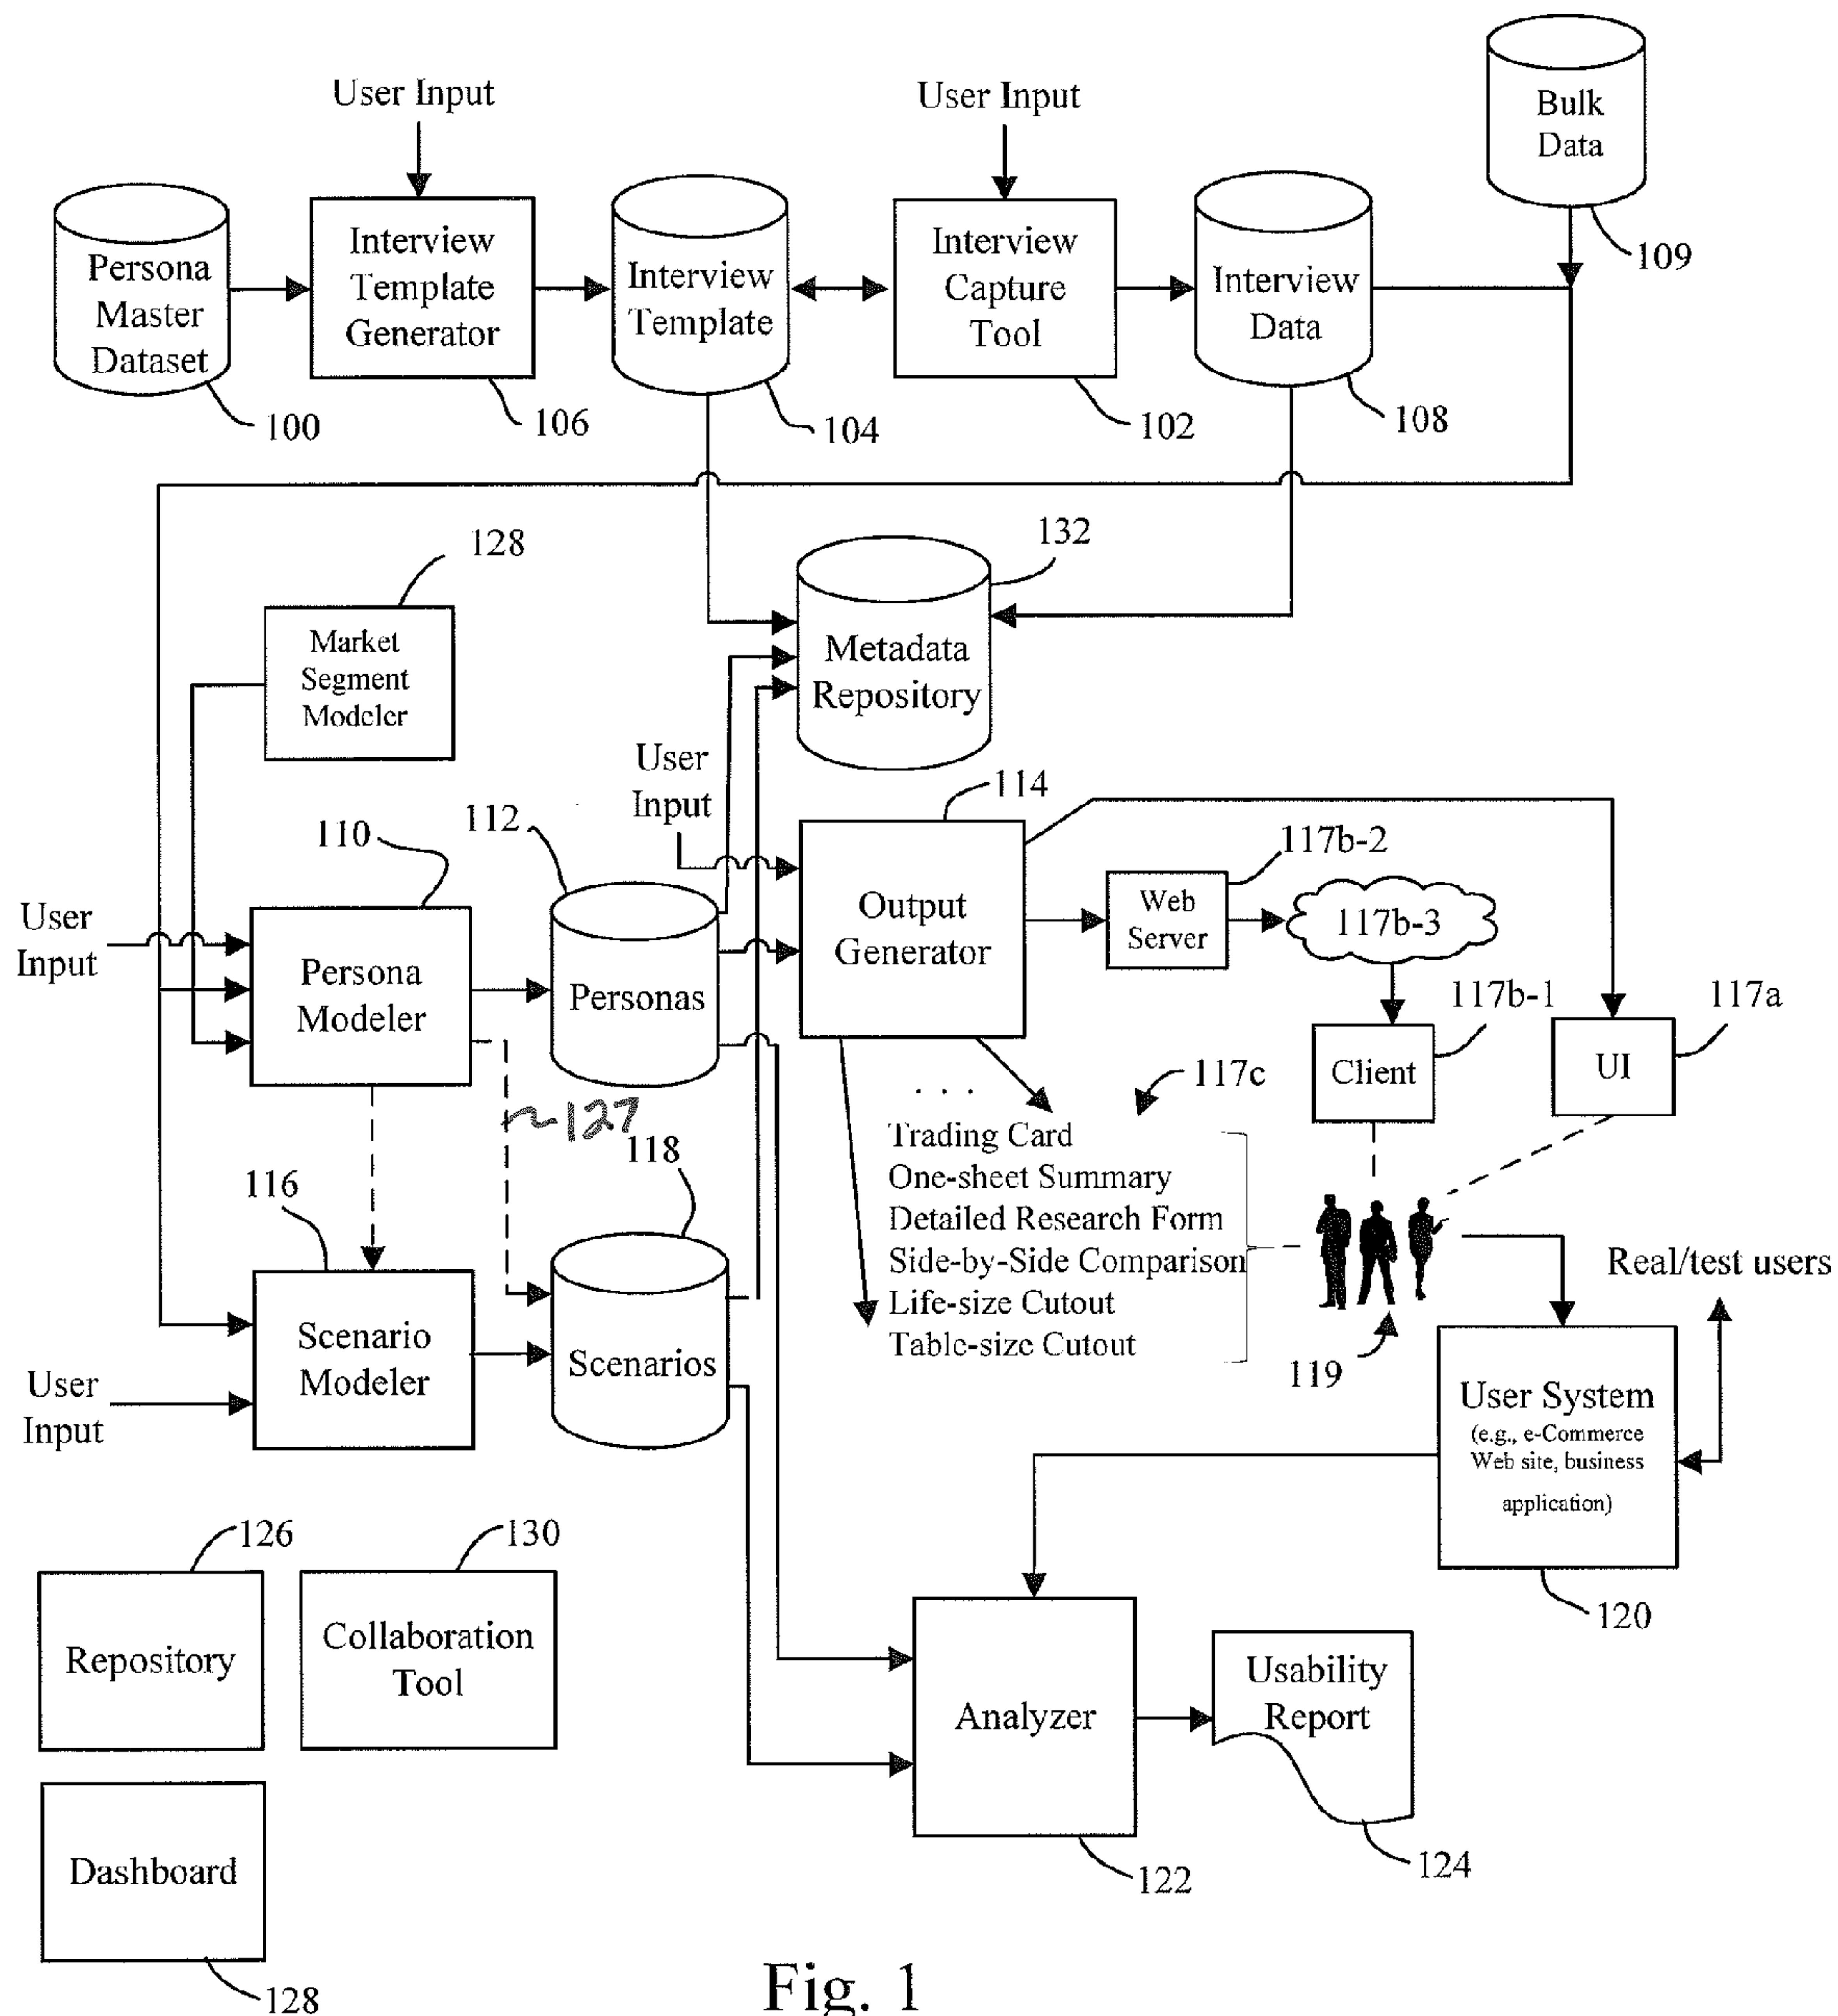 User Input
User Input
Bulk
Data
109
Persona
Master
Dataset
100
Interview
Template
Generator
106
Interview
Template
104
Interview
Capture
Tool
102
Interview
Data
108
128
Market
Segment
Modeler
132
Metadata
Repository
User
Input
114
Output
Generator
110
User
Input
Persona
Modeler
112
Personas
117b-2
Web
Server
117b-3
117b-1
Client
117a
UI
~127
. . .
117c
Trading Card
One-sheet Summary
Detailed Research Form
Side-by-Side Comparison
Life-size Cutout
Table-size Cutout
119
Real/test users
116
User
Input
Scenario
Modeler
118
Scenarios
User System
(e.g., e-Commerce
Web site, business
application)
120
126
Repository
130
Collaboration
Tool
Analyzer
122
Usability
Report
124
Dashboard
128
Fig. 1